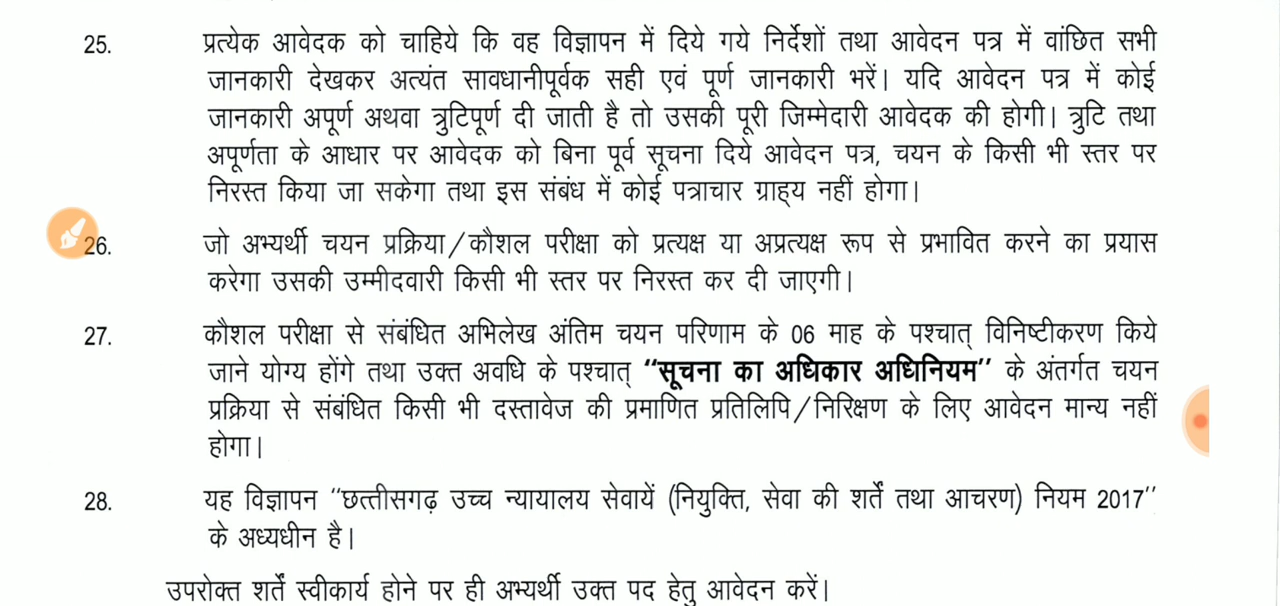 25. प्रत्येक आवेदक को चाहिये कि वह विज्ञापन में दिये गये निर्देशों तथा आवेदन पत्र में वांछित सभी
जानकारी देखकर अत्यंत सावधानीपूर्वक सही एवं पूर्ण जानकारी भरें। यदि आवेदन पत्र में कोई
जानकारी अपूर्ण अथवा त्रुटिपूर्ण दी जाती है तो उसकी पूरी जिम्मेदारी आवेदक की होगी। त्रुटि तथा
अपूर्णता के आधार पर आवेदक को बिना पूर्व सूचना दिये आवेदन पत्र, चयन के किसी भी स्तर पर
निरस्त किया जा सकेगा तथा इस संबंध में कोई पत्राचार ग्राह्य नहीं होगा।
26. जो अभ्यर्थी चयन प्रक्रिया/कौशल परीक्षा को प्रत्यक्ष या अप्रत्यक्ष रूप से प्रभावित करने का प्रयास
करेगा उसकी उम्मीदवारी किसी भी स्तर पर निरस्त कर दी जाएगी।
27. कौशल परीक्षा से संबंधित अभिलेख अंतिम चयन परिणाम के 06 माह के पश्चात् विनिष्टीकरण किये
जाने योग्य होंगे तथा उक्त अवधि के पश्चात् "सूचना का अधिकार अधिनियम" के अंतर्गत चयन
प्रक्रिया से संबंधित किसी भी दस्तावेज की प्रमाणित प्रतिलिपि/निरिक्षण के लिए आवेदन मान्य नहीं
होगा।
28. यह विज्ञापन "छत्तीसगढ़ उच्च न्यायालय सेवायें (नियुक्ति, सेवा की शर्तें तथा आचरण) नियम 2017"
के अध्यधीन है।
उपरोक्त शर्तें स्वीकार्य होने पर ही अभ्यर्थी उक्त पद हेतु आवेदन करें।